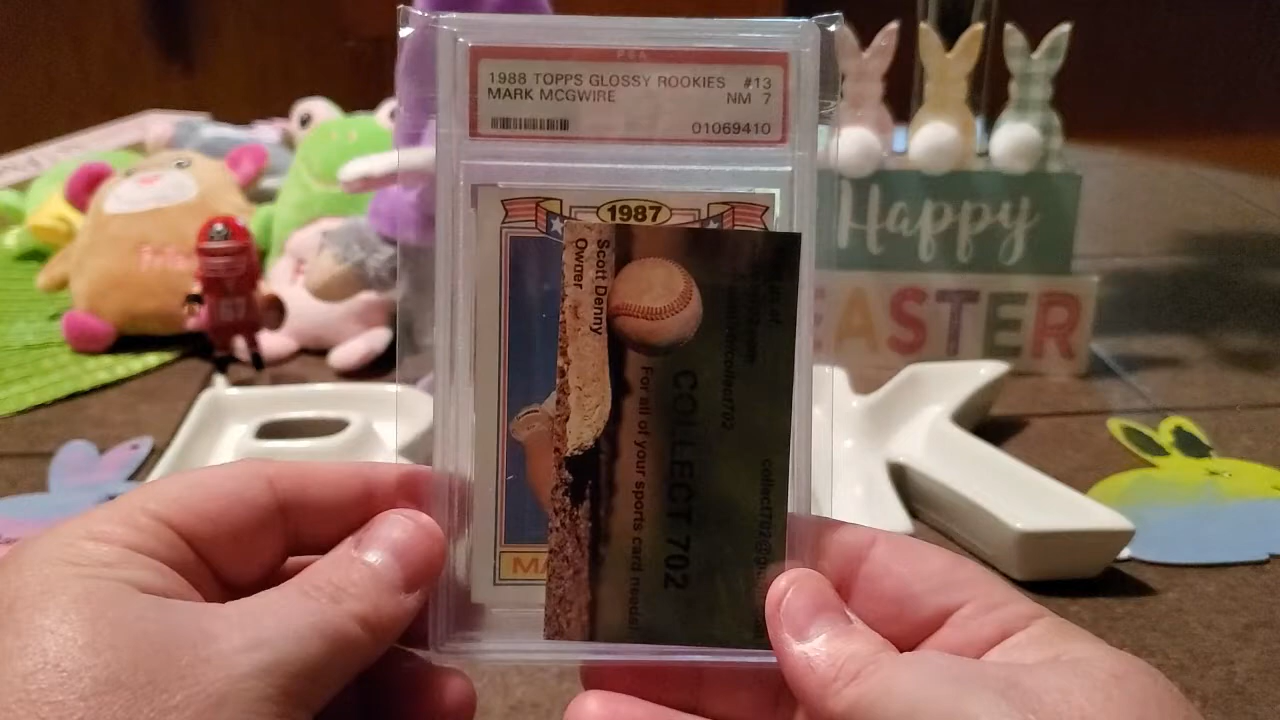 PSA
1988 TOPPS GLOSSY ROOKIES #13
MARK MCGWIRE NM 7
01069410
1987
MA
Scott Denny
Owner
COLLECT 702
For all of your sports card needs!
Happy
EASTER